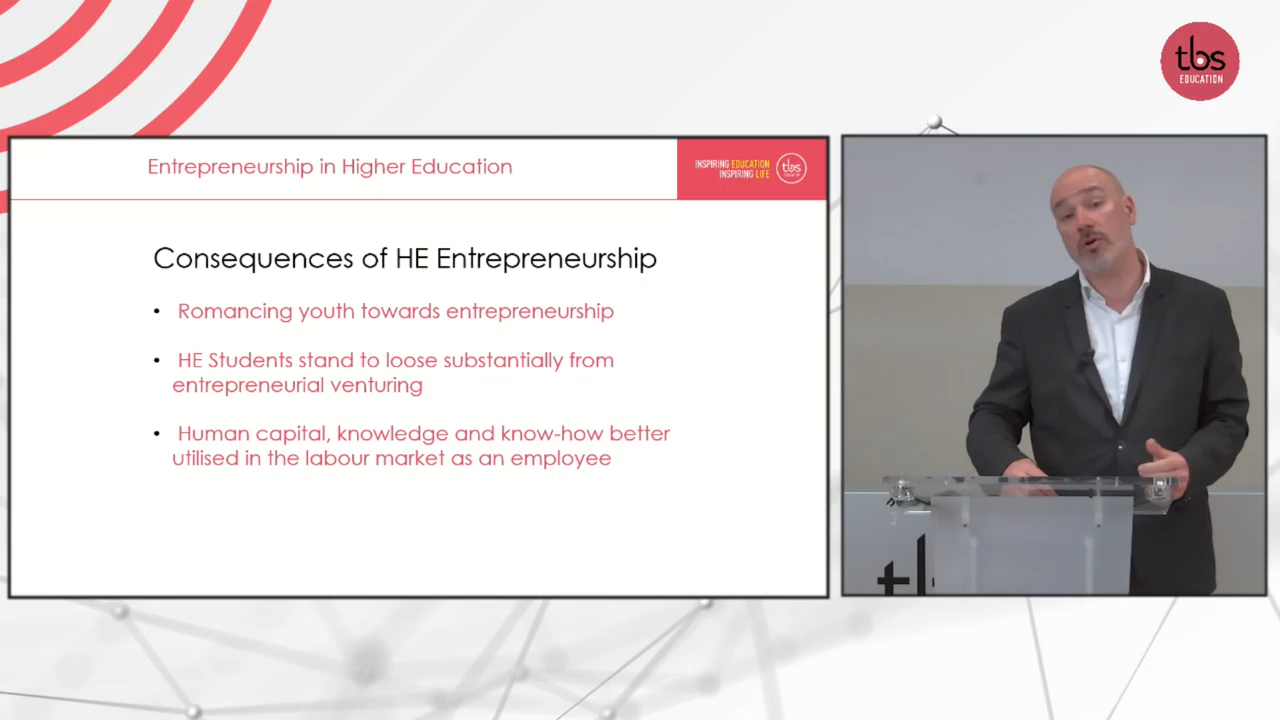 tbs
EDUCATION
Entrepreneurship in Higher Education
INSPIRING EDUCATION
INSPIRING LIFE
tbs
Consequences of HE Entrepreneurship
• Romancing youth towards entrepreneurship
• HE Students stand to loose substantially from
entrepreneurial venturing
• Human capital, knowledge and know-how better
utilised in the labour market as an employee